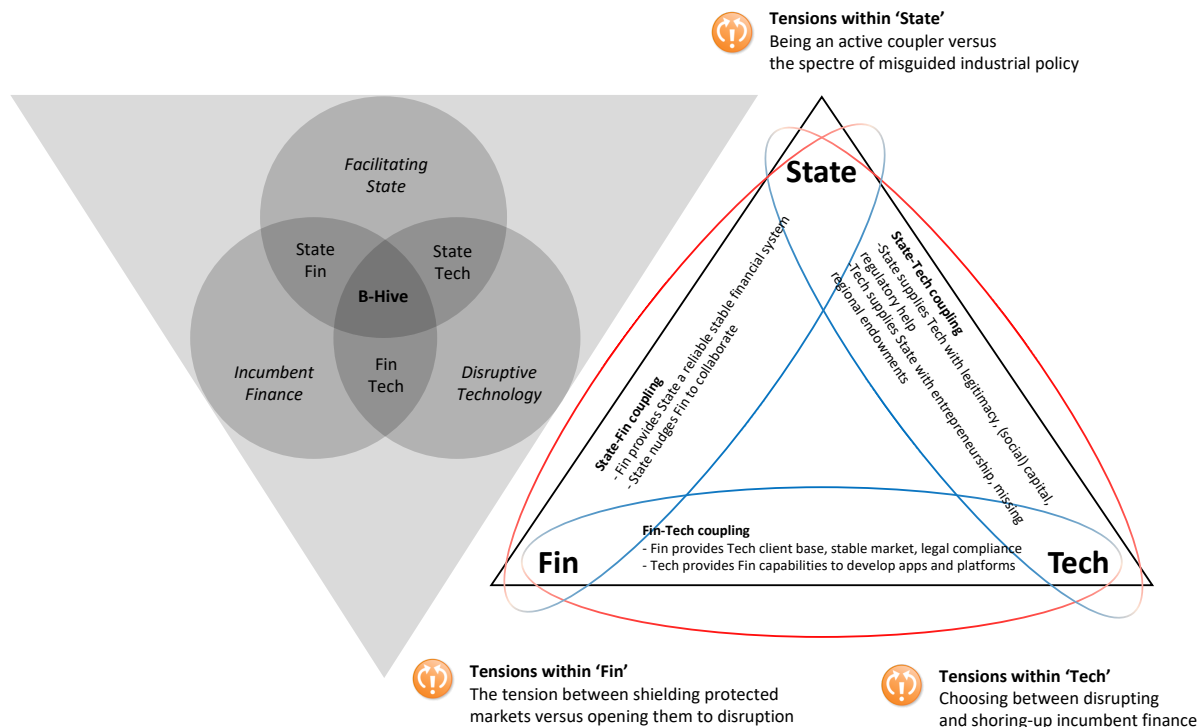 Tensions within ‘State’
Being an active coupler versus
the spectre of misguided industrial policy
Facilitating
State
State
Fin
State
Tech
B-Hive
Incumbent
Finance
Fin
Tech
Disruptive
Technology
State
State-Fin coupling
- Fin provides State a reliable stable financial system
- State nudges Fin to collaborate
State-Tech coupling
-State supplies Tech with legitimacy, (social) capital,
regulatory help
-Tech supplies State with entrepreneurship, missing
regional endowments
Fin-Tech coupling
- Fin provides Tech client base, stable market, legal compliance
- Tech provides Fin capabilities to develop apps and platforms
Fin
Tech
Tensions within ‘Fin’
The tension between shielding protected
markets versus opening them to disruption
Tensions within ‘Tech’
Choosing between disrupting
and shoring-up incumbent finance